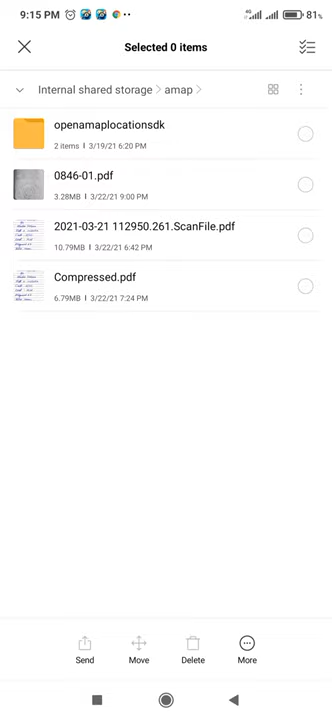 9:15 PM
4G
81%
Selected 0 items
Internal shared storage > amap >
openamaplocationsdk
2 items | 3/19/21 6:20 PM
0846-01.pdf
3.28MB | 3/22/21 9:00 PM
2021-03-21 112950.261.ScanFile.pdf
10.79MB | 3/22/21 6:42 PM
Compressed.pdf
6.79MB | 3/22/21 7:24 PM
Send Move Delete More